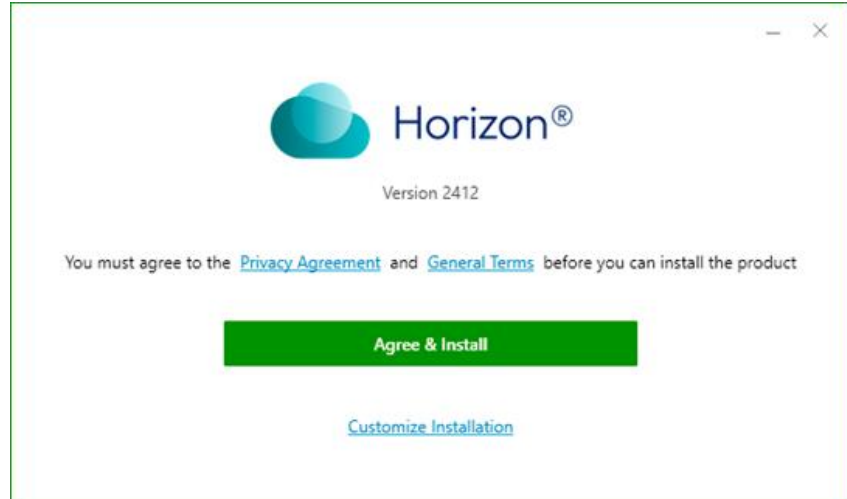 Horizon®
Version 2412
You must agree to the Privacy Agreement and General Terms before you can install the product
Agree & Install
Customize Installation